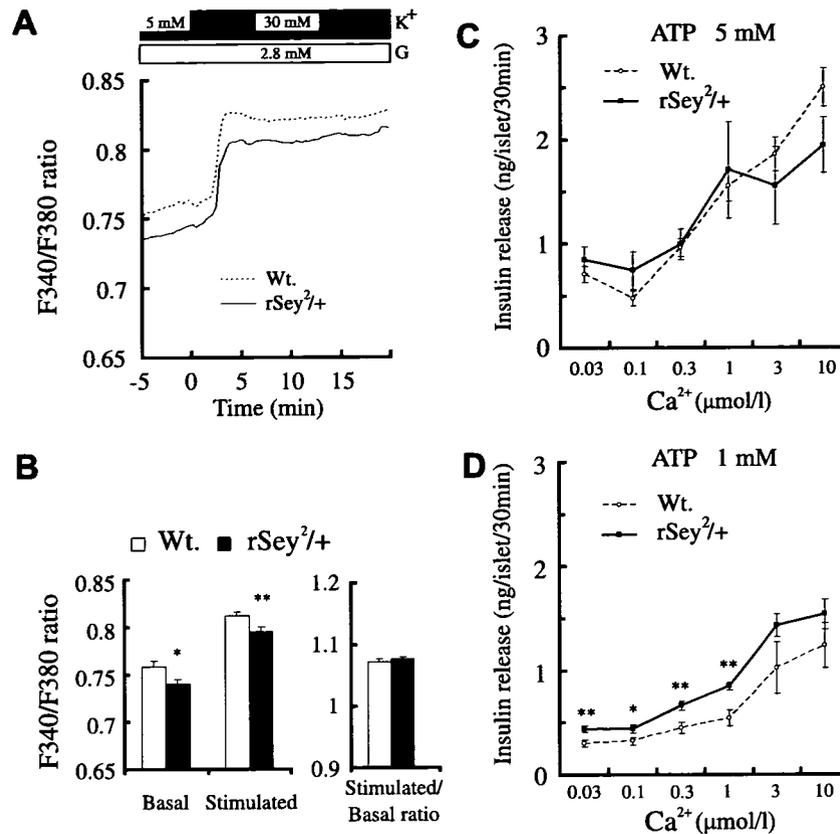 A
5 mM 30 mM K⁺
2.8 mM G
0.85
0.8
0.75
0.7
0.65
F340/F380 ratio
Wt.
rSey²/+
-5 0 5 10 15
Time (min)
B
Wt. rSey²/+
0.85
0.8
0.75
0.7
0.65
F340/F380 ratio
*
**
Basal Stimulated
1.2
1.1
1
0.9
Stimulated/
Basal ratio
C
ATP 5 mM
Wt.
rSey²/+
3
2
1
0
Insulin release (ng/islet/30min)
0.03 0.1 0.3 1 3 10
Ca²⁺ (μmol/l)
D
ATP 1 mM
Wt.
rSey²/+
3
2
1
0
Insulin release (ng/islet/30min)
** * ** **
0.03 0.1 0.3 1 3 10
Ca²⁺ (μmol/l)